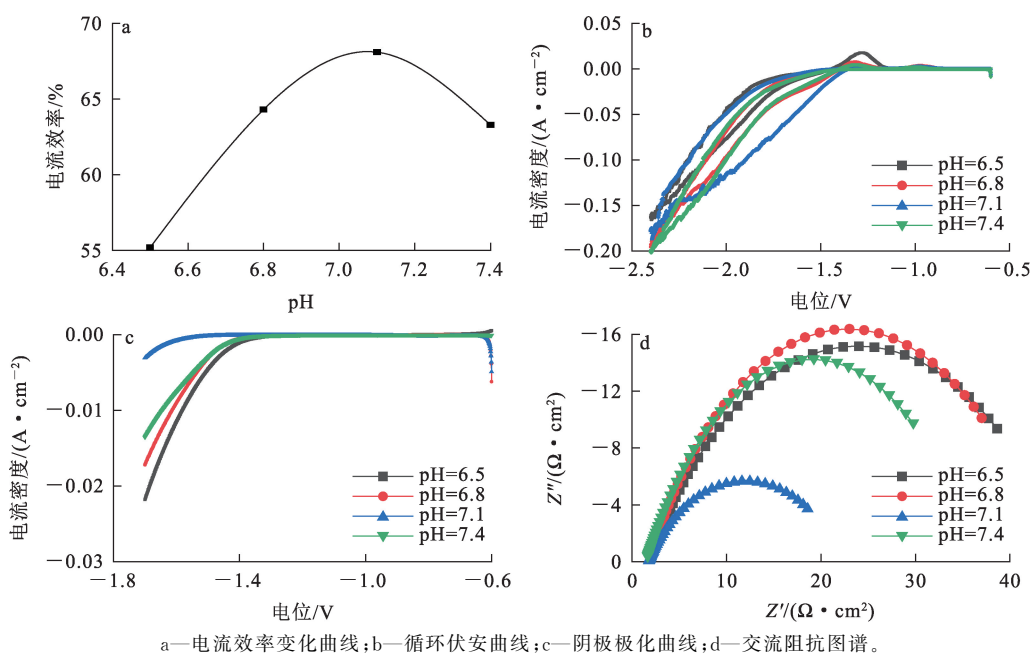 a
电流效率/%
70
65
60
55
6.4
6.6
6.8
7.0
7.2
7.4
pH
b
电流密度/(A·cm−2)
0.00
−0.05
−0.10
−0.15
−0.20
−2.5
−2.0
−1.5
−1.0
−0.5
电位/V
pH=6.5
pH=6.8
pH=7.1
pH=7.4
c
电流密度/(A·cm−2)
0.00
−0.01
−0.02
−0.03
−1.8
−1.4
−1.0
−0.6
电位/V
pH=6.5
pH=6.8
pH=7.1
pH=7.4
d
Z″/(Ω·cm2)
−16
−12
−8
−4
0
0
10
20
30
40
Z′/(Ω·cm2)
pH=6.5
pH=6.8
pH=7.1
pH=7.4
a—电流效率变化曲线;b—循环伏安曲线;c—阴极极化曲线;d—交流阻抗图谱。